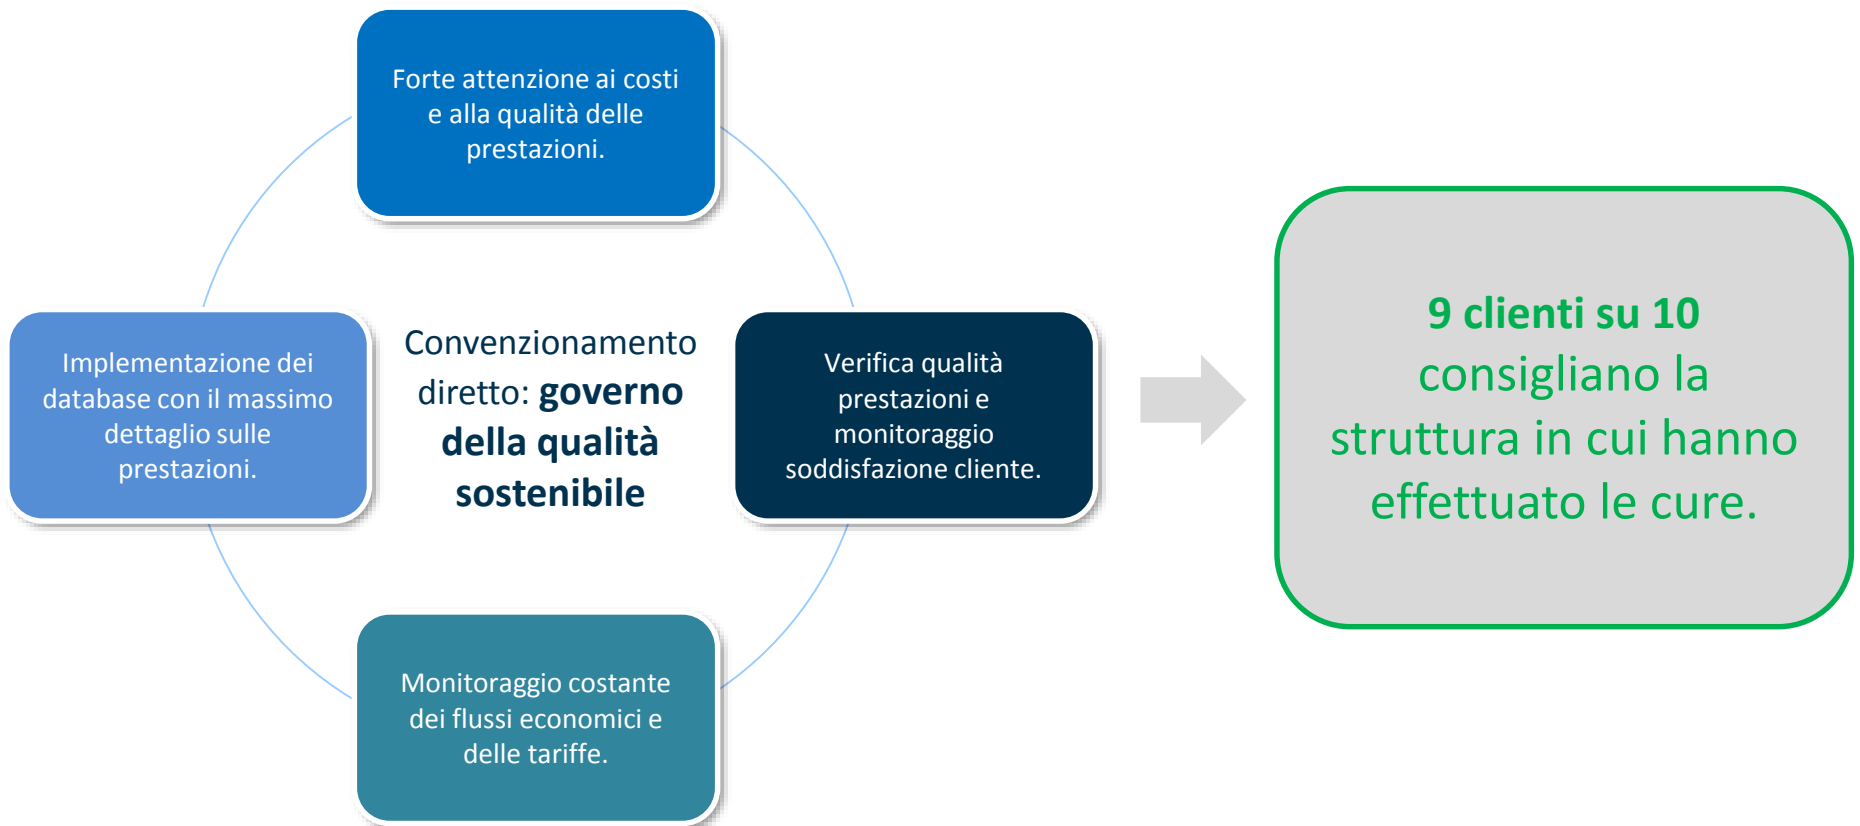 Forte attenzione ai costi
e alla qualità delle
prestazioni.
Implementazione dei
database con il massimo
dettaglio sulle
prestazioni.
Convenzionamento
diretto: governo
della qualità
sostenibile
Verifica qualità
prestazioni e
monitoraggio
soddisfazione cliente.
Monitoraggio costante
dei flussi economici e
delle tariffe.
9 clienti su 10
consigliano la
struttura in cui hanno
effettuato le cure.